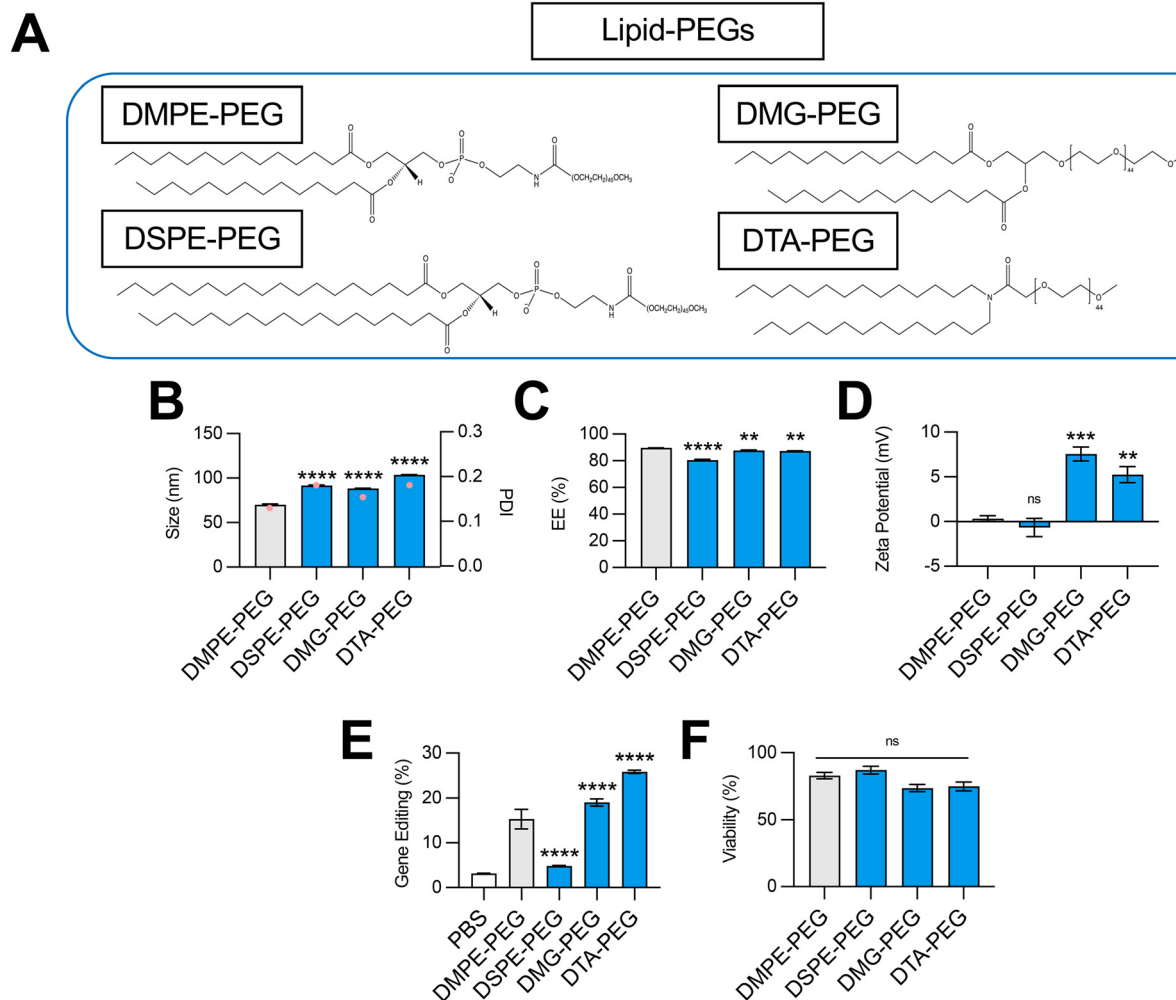 A
Lipid-PEGs
DMPE-PEG
O
O
O
O
P
O
O-
O
O
H
N
H
O
(OCH2CH2)45OCH3
DMG-PEG
O
O
O
O
O
O
44
O
DSPE-PEG
O
O
O
O
P
O
O-
O
O
H
N
H
O
(OCH2CH2)45OCH3
DTA-PEG
O
N
O
O
44
B
Size (nm)
150
100
50
0
**** **** ****
0.3
0.2
0.1
0.0
PDI
DMPE-PEG
DSPE-PEG
DMG-PEG
DTA-PEG
C
EE (%)
100
80
60
40
20
0
**** ** **
DMPE-PEG
DSPE-PEG
DMG-PEG
DTA-PEG
D
Zeta Potential (mV)
10
5
0
-5
ns *** **
DMPE-PEG
DSPE-PEG
DMG-PEG
DTA-PEG
E
Gene Editing (%)
30
20
10
0
**** **** ****
PBS
DMPE-PEG
DSPE-PEG
DMG-PEG
DTA-PEG
F
Viability (%)
100
50
0
ns
DMPE-PEG
DSPE-PEG
DMG-PEG
DTA-PEG